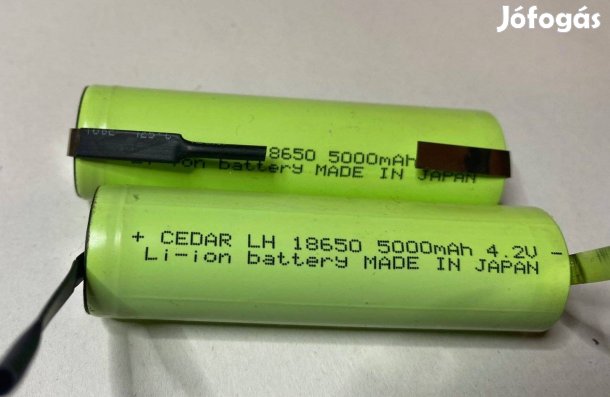 Jófogás
18650 5000mAh
Li-ion battery MADE IN JAPAN
+ CEDAR LH 18650 5000mAh 4.2V -
Li-ion battery MADE IN JAPAN